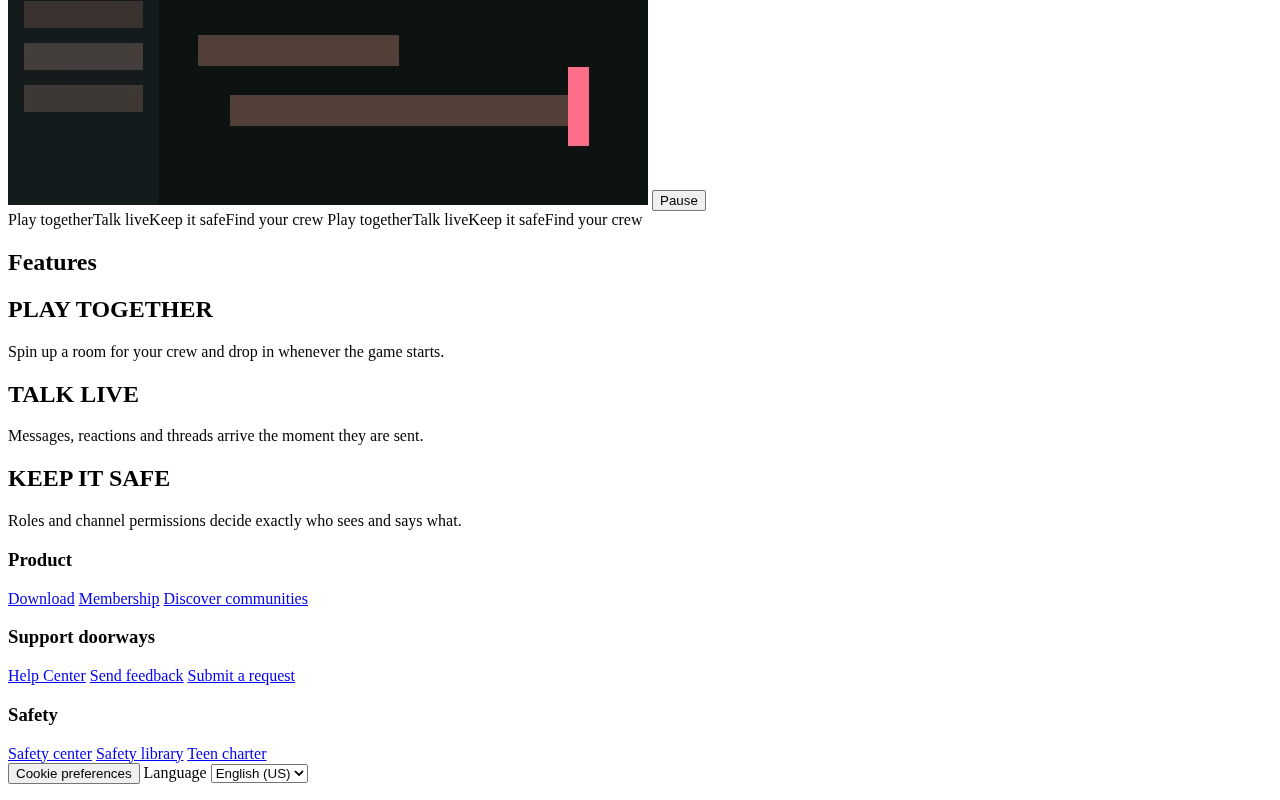 Pause
Play togetherTalk liveKeep it safeFind your crew Play togetherTalk liveKeep it safeFind your crew
Features
PLAY TOGETHER
Spin up a room for your crew and drop in whenever the game starts.
TALK LIVE
Messages, reactions and threads arrive the moment they are sent.
KEEP IT SAFE
Roles and channel permissions decide exactly who sees and says what.
Product
Download Membership Discover communities
Support doorways
Help Center Send feedback Submit a request
Safety
Safety center Safety library Teen charter
Cookie preferences Language English (US)